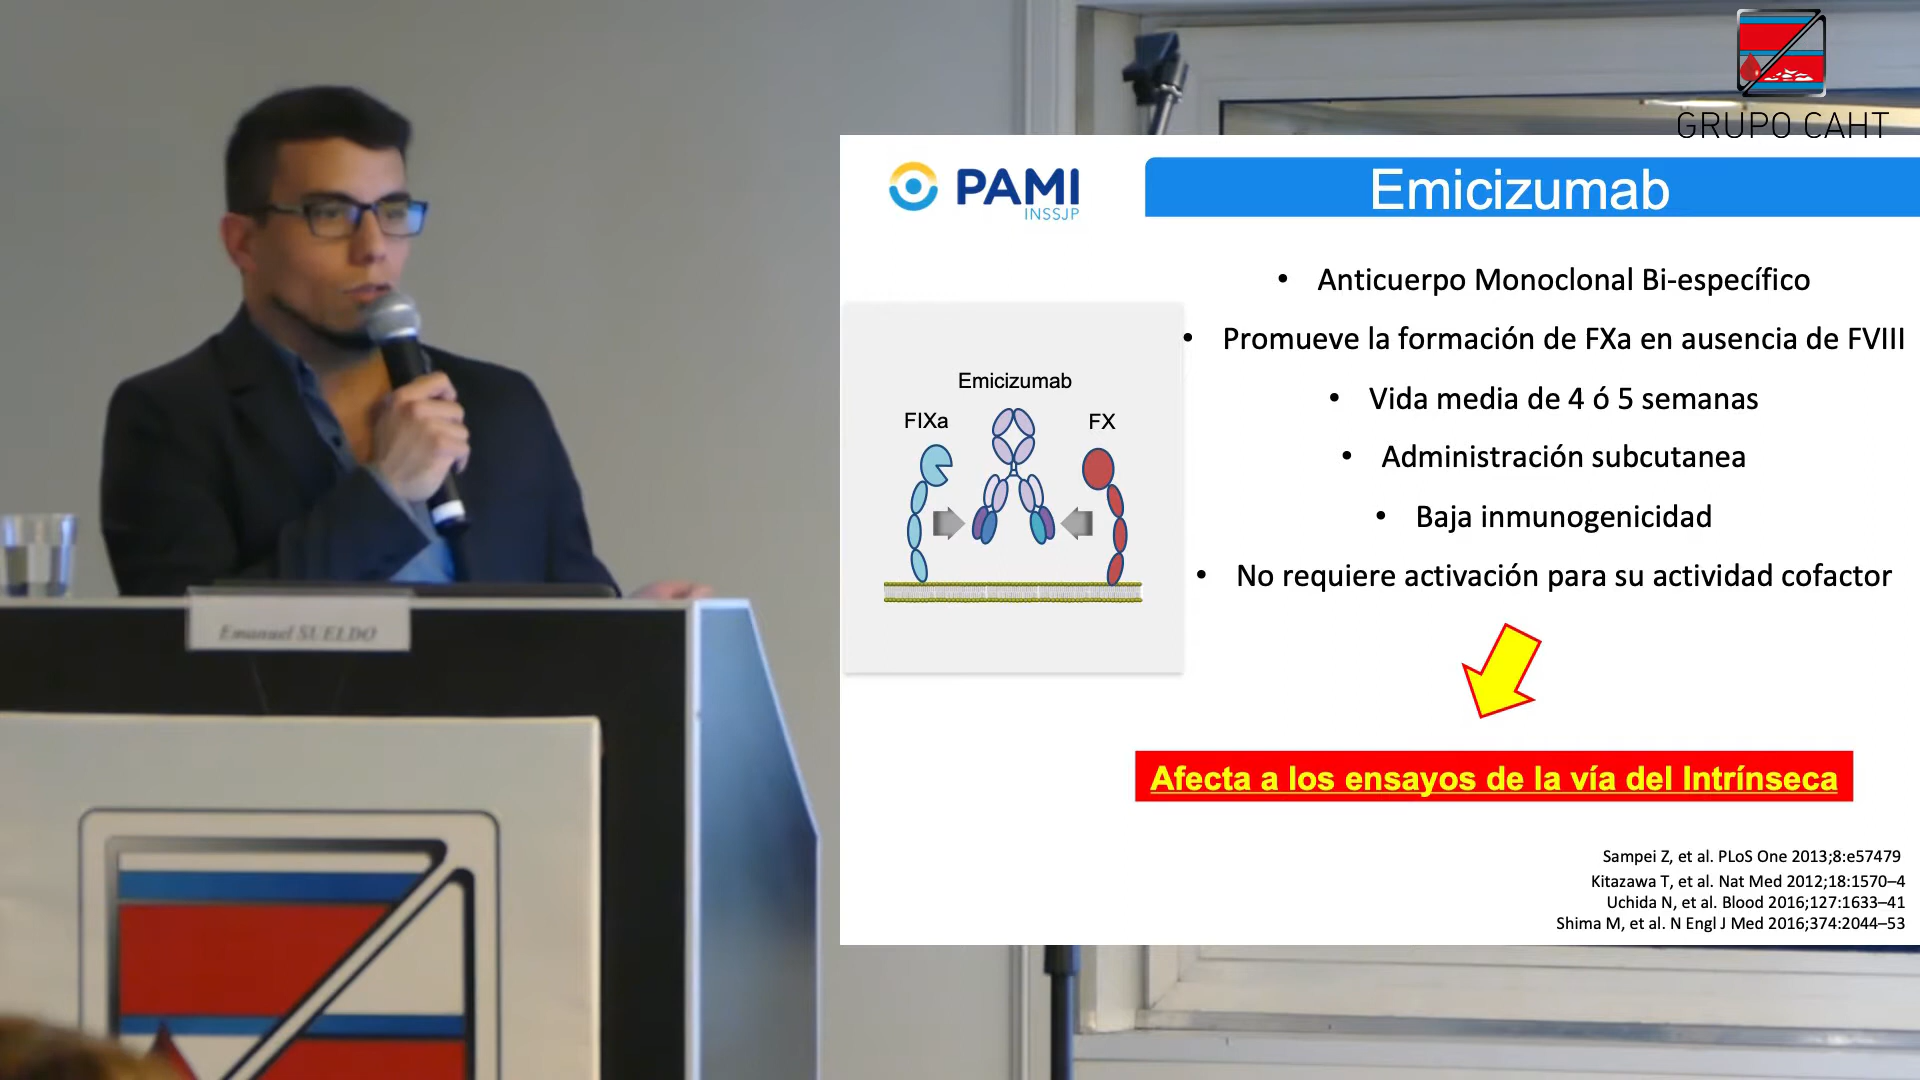 GRUPO CAHT
PAMI
INSSJP
Emicizumab
• Anticuerpo Monoclonal Bi-específico
• Promueve la formación de FXa en ausencia de FVIII
• Vida media de 4 ó 5 semanas
• Administración subcutanea
• Baja inmunogenicidad
• No requiere activación para su actividad cofactor
Emicizumab
FIXa
FX
Afecta a los ensayos de la vía del Intrínseca
Sampei Z, et al. PLoS One 2013;8:e57479
Kitazawa T, et al. Nat Med 2012;18:1570–4
Uchida N, et al. Blood 2016;127:1633–41
Shima M, et al. N Engl J Med 2016;374:2044–53
Emanuel SUELDO